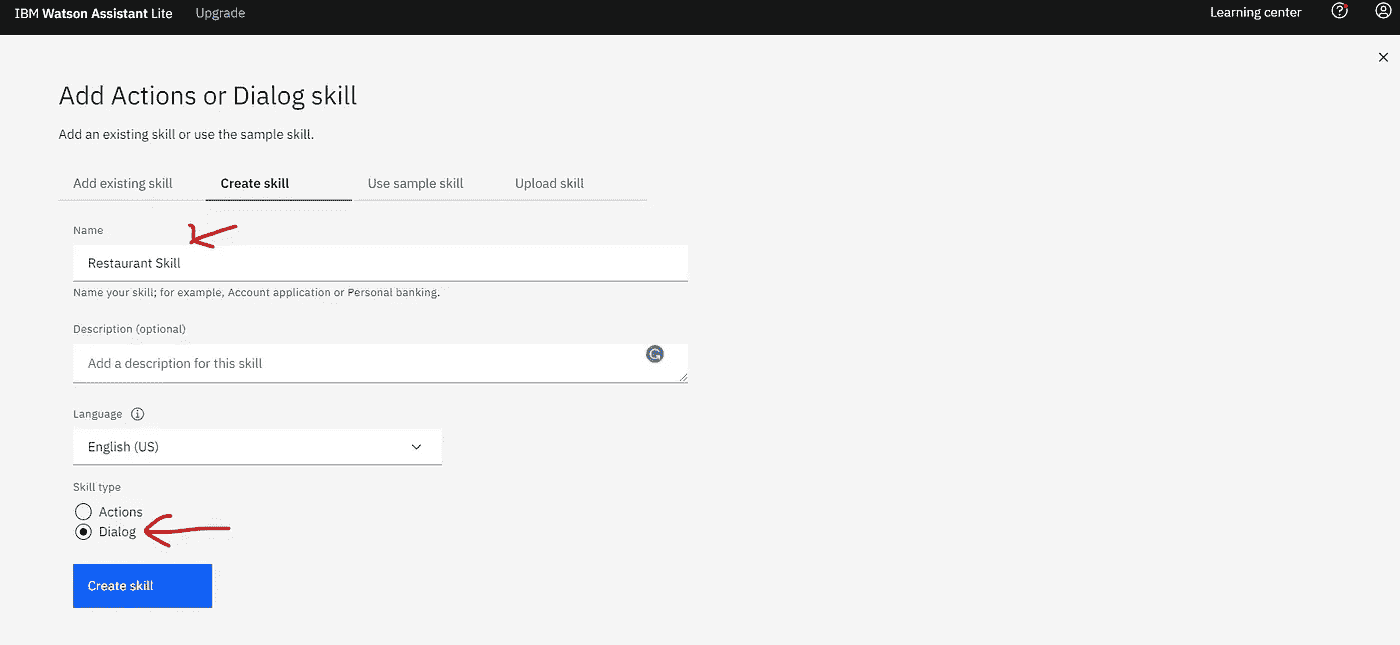 IBM Watson Assistant Lite Upgrade Learning center
Add Actions or Dialog skill
Add an existing skill or use the sample skill.
Add existing skill Create skill Use sample skill Upload skill
Name
Restaurant Skill
Name your skill; for example, Account application or Personal banking.
Description (optional)
Add a description for this skill
Language
English (US)
Skill type
Actions
Dialog
Create skill